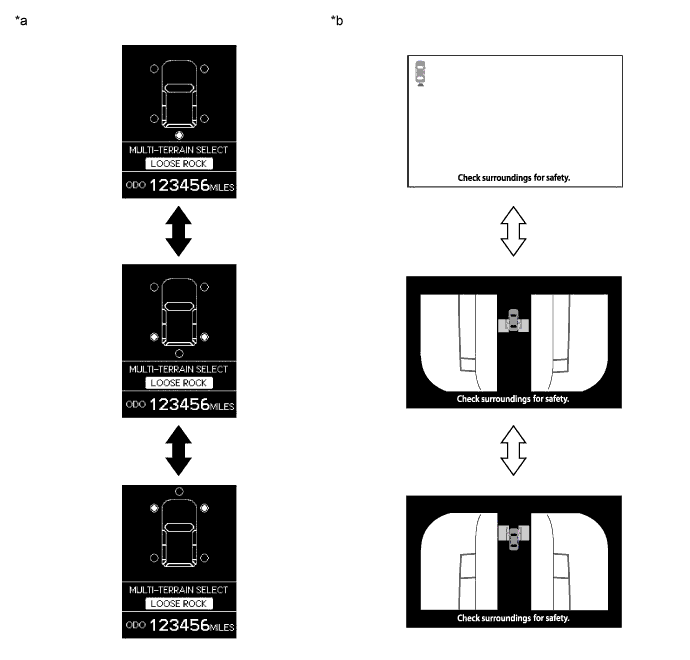 *a
*b
MULTI-TERRAIN SELECT
LOOSE ROCK
ODO 123456MILES
Check surroundings for safety.
MULTI-TERRAIN SELECT
LOOSE ROCK
ODO 123456MILES
Check surroundings for safety.
MULTI-TERRAIN SELECT
LOOSE ROCK
ODO 123456MILES
Check surroundings for safety.